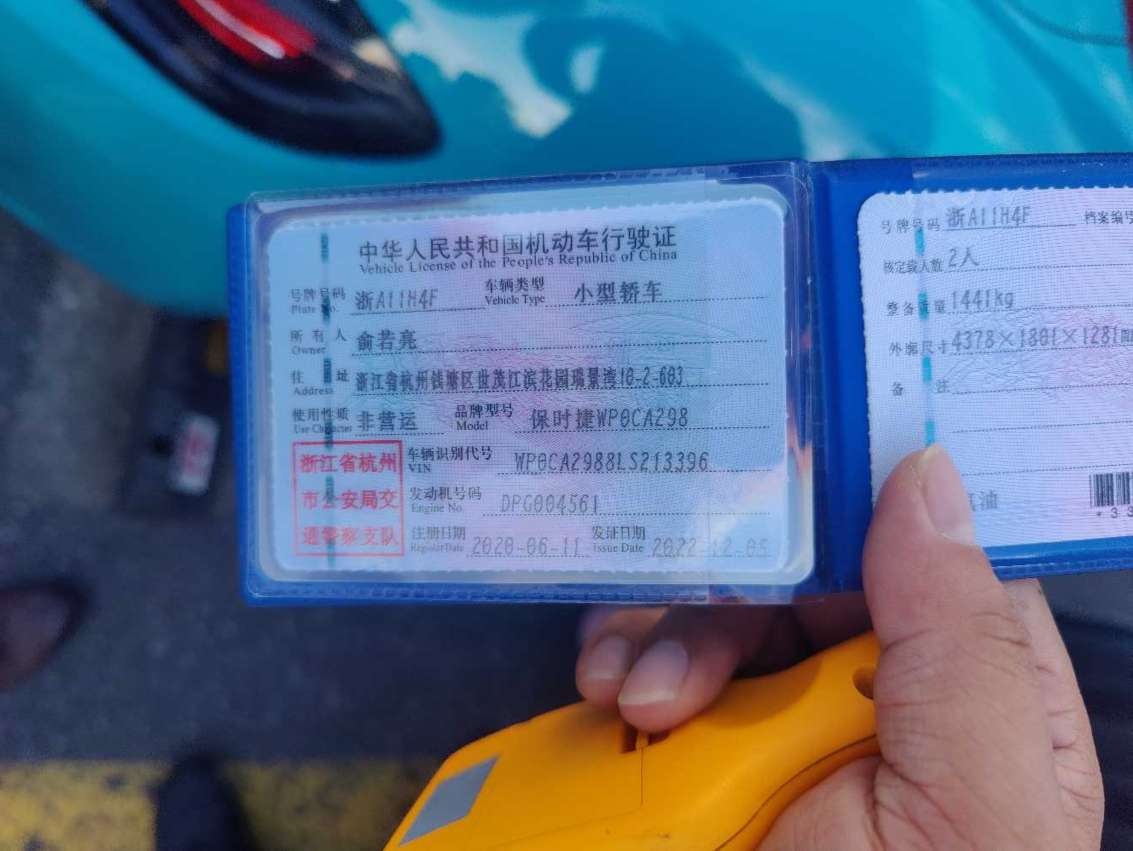 中华人民共和国机动车行驶证
Vehicle License of the People's Republic of China
号牌号码 浙A11H4F 车辆类型 小型轿车
Plate No. Vehicle Type
所有人 俞若亮
Owner
住址 浙江省杭州钱塘区世茂江滨花园瑞景湾10-2-603
Address
使用性质 非营运 品牌型号 保时捷WP0CA298
Use Character Model
浙江省杭州
市公安局交
通警察支队
车辆识别代号 WP0CA2988LS213396
VIN
发动机号码 DPG004561
Engine No.
注册日期 2020-06-11 发证日期 2022-12-05
Register Date Issue Date
号牌号码 浙A11H4F 档案编号
核定载人数 2人
整备质量 1441kg
外廓尺寸 4378×1801×1281
备注
油